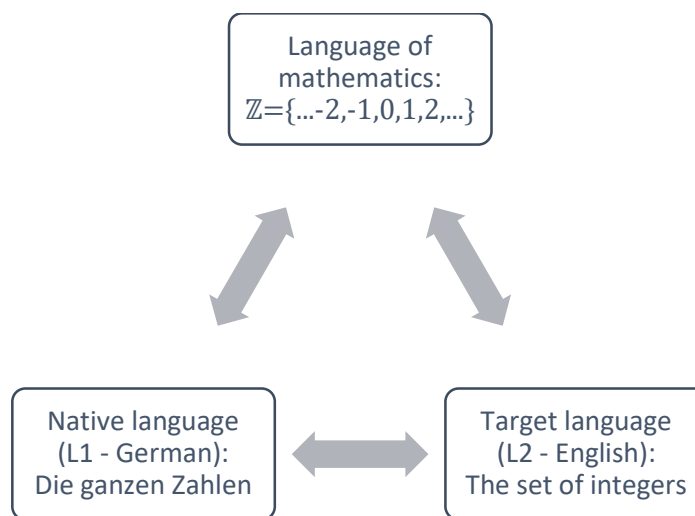 Language of
mathematics:
ℤ={...-2,-1,0,1,2,...}
Native language
(L1 - German):
Die ganzen Zahlen
Target language
(L2 - English):
The set of integers